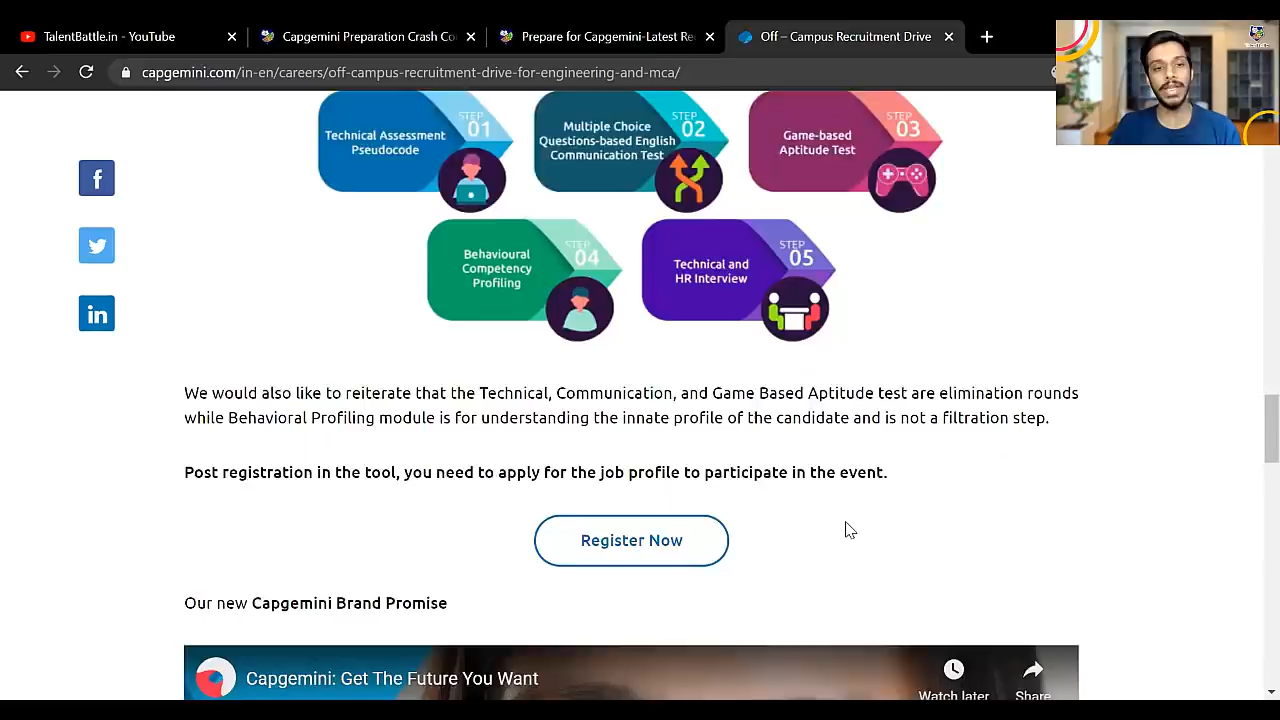 TalentBattle.in - YouTube
Capgemini Preparation Crash Co
Prepare for Capgemini-Latest Re
Off – Campus Recruitment Drive
capgemini.com/in-en/careers/off-campus-recruitment-drive-for-engineering-and-mca/
Technical Assessment
Pseudocode
STEP
01
Multiple Choice
Questions-based English
Communication Test
STEP
02
Game-based
Aptitude Test
STEP
03
Behavioural
Competency
Profiling
STEP
04
Technical and
HR Interview
STEP
05
We would also like to reiterate that the Technical, Communication, and Game Based Aptitude test are elimination rounds
while Behavioral Profiling module is for understanding the innate profile of the candidate and is not a filtration step.
Post registration in the tool, you need to apply for the job profile to participate in the event.
Register Now
Our new Capgemini Brand Promise
Capgemini: Get The Future You Want
Watch later
Share